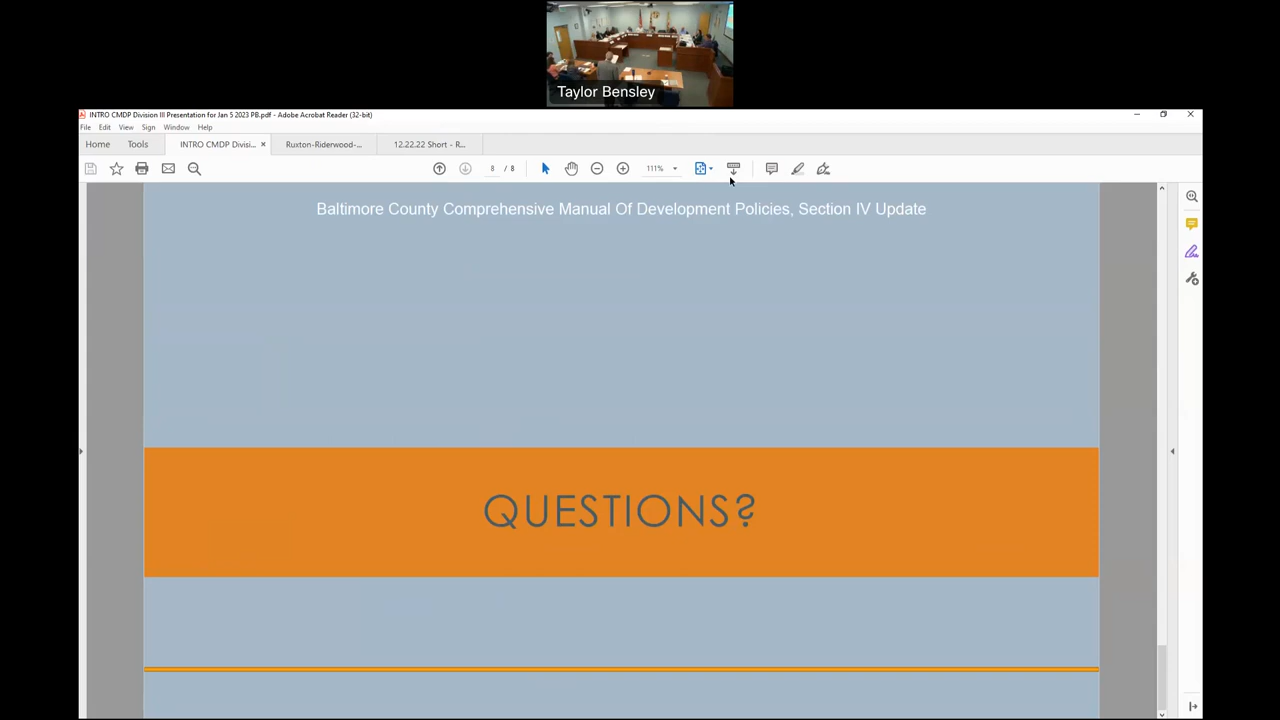 Taylor Bensley
INTRO CMDP Division III Presentation for Jan 5 2023 PB.pdf - Adobe Acrobat Reader (32-bit)
File Edit View Sign Window Help
Home Tools INTRO CMDP Divisi... × Ruxton-Riderwood-... 12.22.22 Short - R...
8 / 8 111%
Baltimore County Comprehensive Manual Of Development Policies, Section IV Update
QUESTIONS?